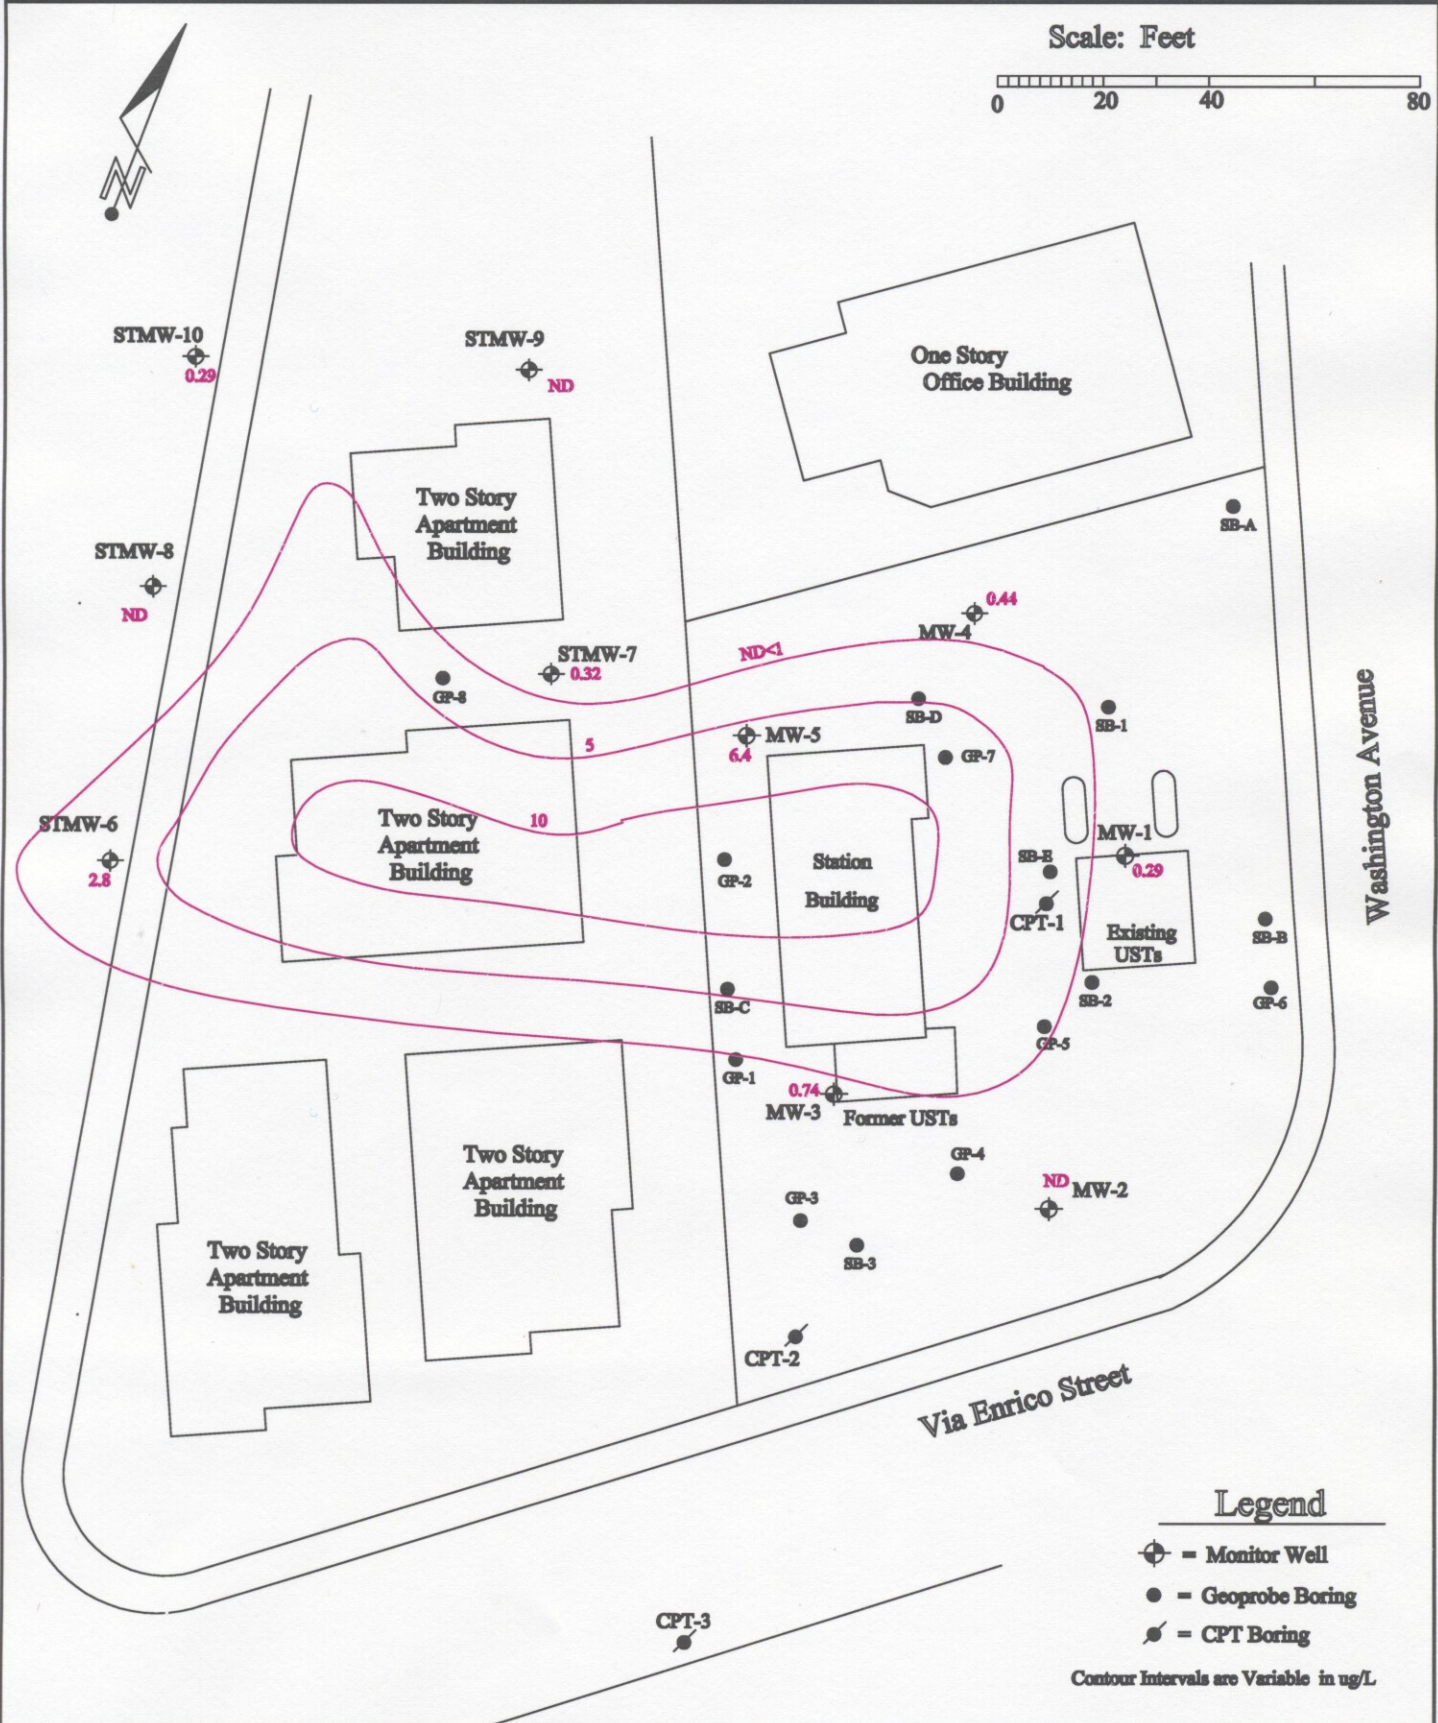 Scale: Feet
0 20 40 80
N
STMW-10
0.29
STMW-9
ND
One Story
Office Building
Two Story
Apartment
Building
SB-A
STMW-8
ND
0.44
MW-4
ND<1
STMW-7
0.32
GP-8
SB-D
SB-1
5
MW-5
6.4
GP-7
Washington Avenue
STMW-6
2.8
Two Story
Apartment
Building
10
GP-2
Station
Building
MW-1
0.29
SB-E
CPT-1
Existing
USTs
SB-B
SB-C
SB-2
GP-6
GP-5
GP-1
0.74
MW-3
Former USTs
Two Story
Apartment
Building
GP-4
ND
MW-2
GP-3
SB-3
Two Story
Apartment
Building
CPT-2
Via Enrico Street
Legend
= Monitor Well
= Geoprobe Boring
= CPT Boring
CPT-3
Contour Intervals are Variable in ug/L